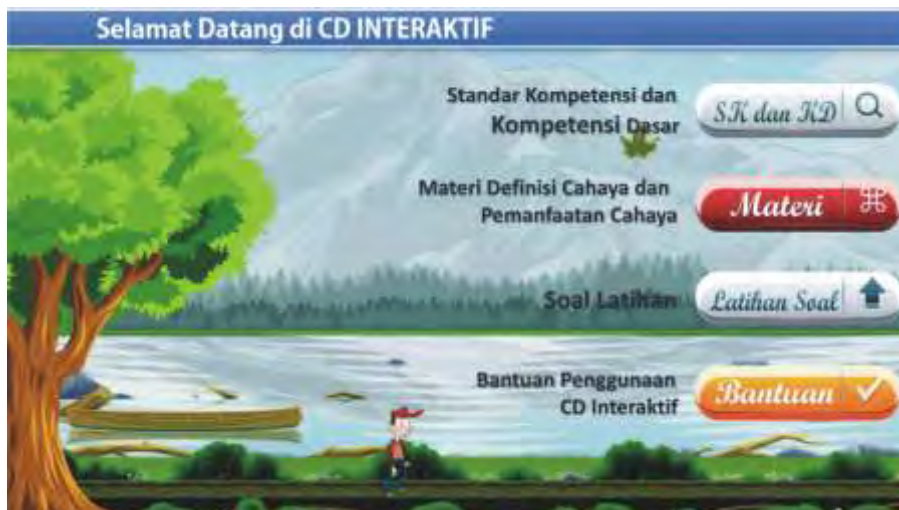 Selamat Datang di CD INTERAKTIF
Standar Kompetensi dan
Kompetensi Dasar
SK dan KD
Materi Definisi Cahaya dan
Pemanfaatan Cahaya
Materi
Soal Latihan
Latihan Soal
Bantuan Penggunaan
CD Interaktif
Bantuan